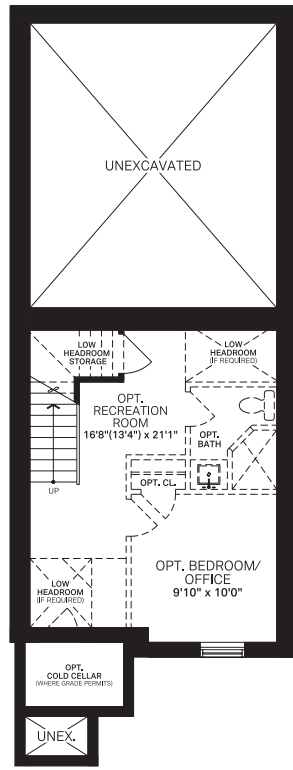 UNEXCAVATED
LOW
HEADROOM
STORAGE
LOW
HEADROOM
(IF REQUIRED)
OPT.
RECREATION
ROOM
16'8"(13'4") x 21'1"
OPT.
BATH
UP
OPT. CL.
OPT. BEDROOM/
OFFICE
9'10" x 10'0"
LOW
HEADROOM
(IF REQUIRED)
OPT.
COLD CELLAR
(WHERE GRADE PERMITS)
UNEX.